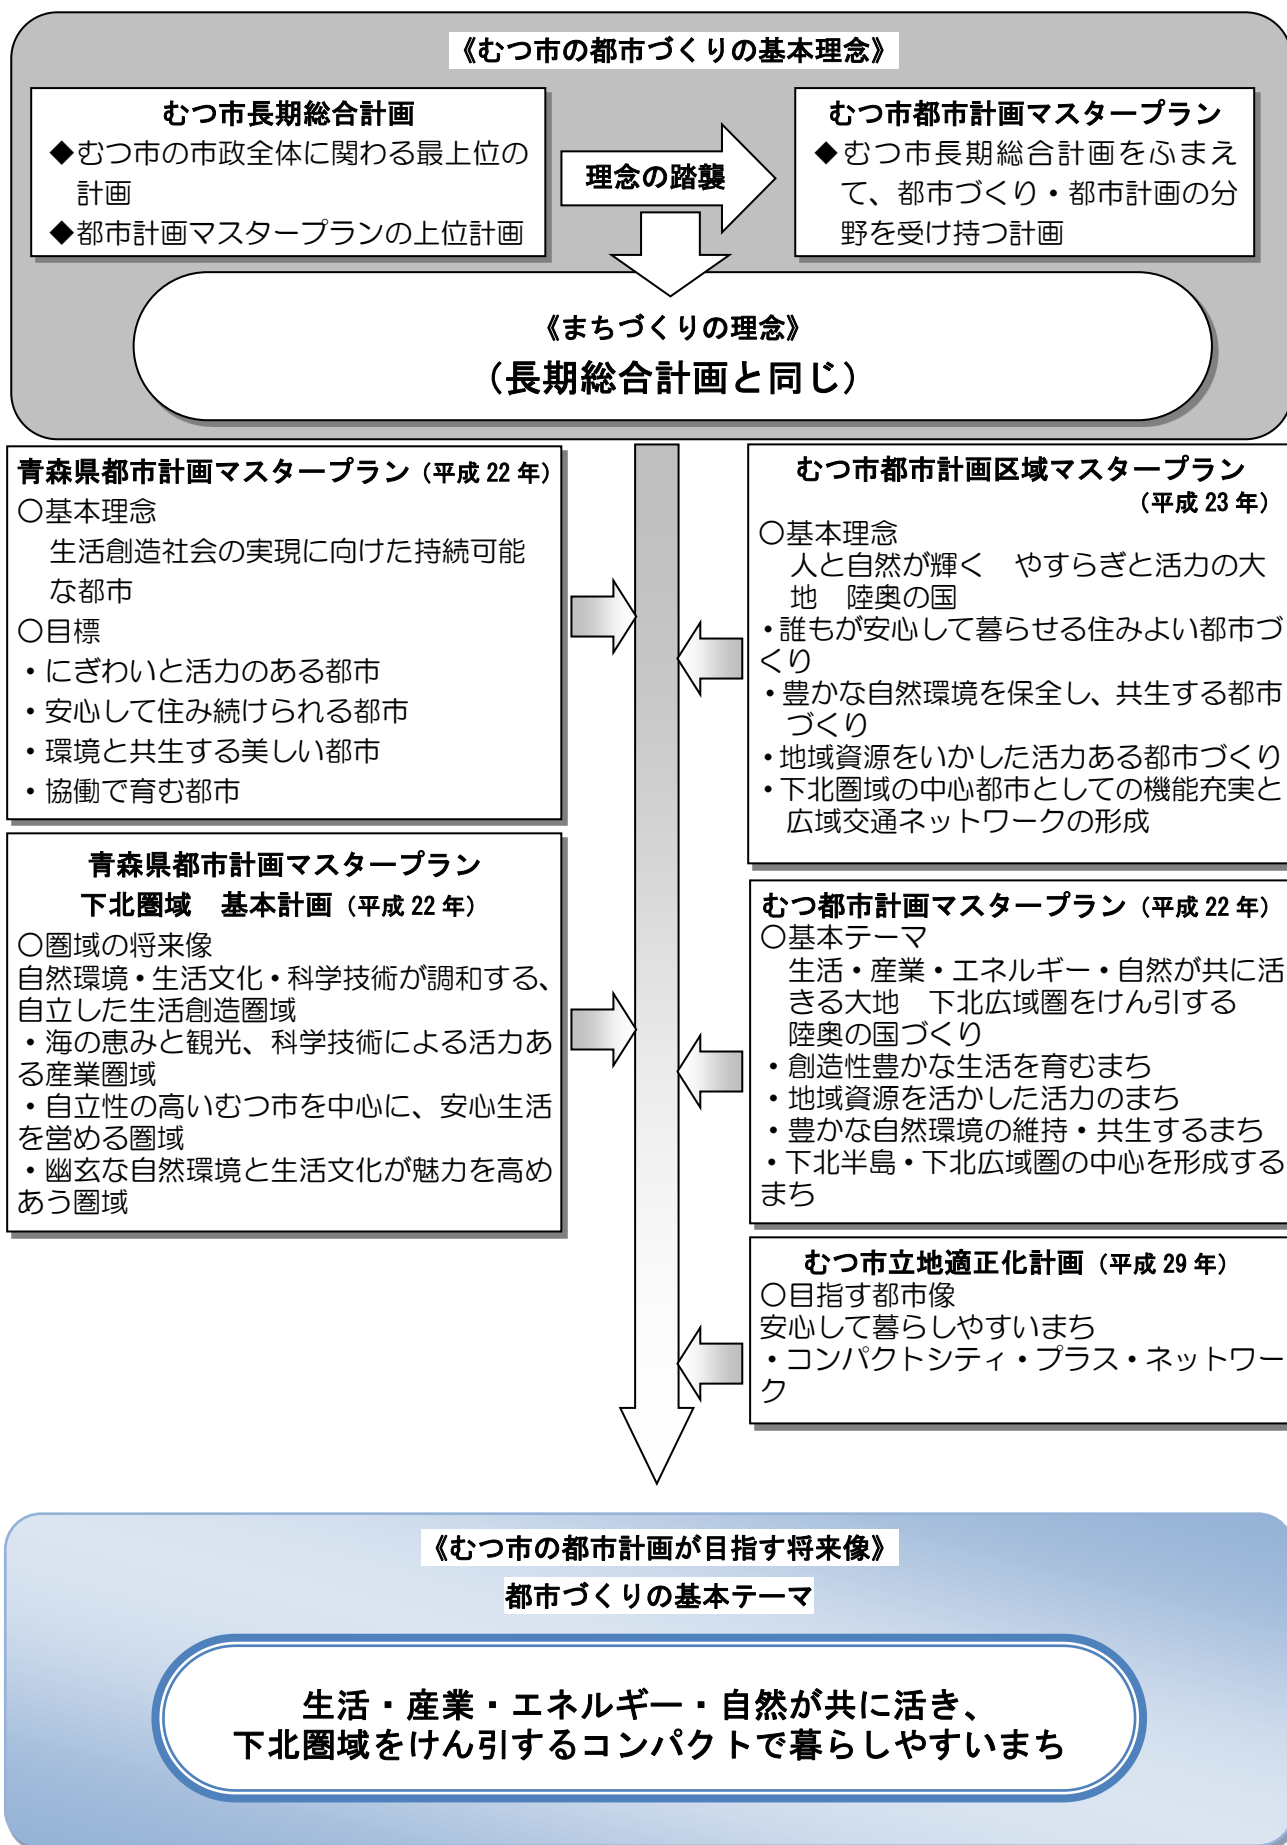 《むつ市の都市づくりの基本理念》
むつ市長期総合計画
◆むつ市の市政全体に関わる最上位の
計画
◆都市計画マスタープランの上位計画
理念の踏襲
むつ市都市計画マスタープラン
◆むつ市長期総合計画をふまえ
て、都市づくり・都市計画の分
野を受け持つ計画
《まちづくりの理念》
（長期総合計画と同じ）
青森県都市計画マスタープラン（平成 22 年）
○基本理念
生活創造社会の実現に向けた持続可能
な都市
○目標
・にぎわいと活力のある都市
・安心して住み続けられる都市
・環境と共生する美しい都市
・協働で育む都市
青森県都市計画マスタープラン
下北圏域　基本計画（平成 22 年）
○圏域の将来像
自然環境・生活文化・科学技術が調和する、
自立した生活創造圏域
・海の恵みと観光、科学技術による活力あ
る産業圏域
・自立性の高いむつ市を中心に、安心生活
を営める圏域
・幽玄な自然環境と生活文化が魅力を高め
あう圏域
むつ市都市計画区域マスタープラン
（平成 23 年）
○基本理念
人と自然が輝く　やすらぎと活力の大
地　陸奥の国
・誰もが安心して暮らせる住みよい都市づ
くり
・豊かな自然環境を保全し、共生する都市
づくり
・地域資源をいかした活力ある都市づくり
・下北圏域の中心都市としての機能充実と
広域交通ネットワークの形成
むつ都市計画マスタープラン（平成 22 年）
○基本テーマ
生活・産業・エネルギー・自然が共に活
きる大地　下北広域圏をけん引する
陸奥の国づくり
・創造性豊かな生活を育むまち
・地域資源を活かした活力のまち
・豊かな自然環境の維持・共生するまち
・下北半島・下北広域圏の中心を形成する
まち
むつ市立地適正化計画（平成 29 年）
○目指す都市像
安心して暮らしやすいまち
・コンパクトシティ・プラス・ネットワー
ク
《むつ市の都市計画が目指す将来像》
都市づくりの基本テーマ
生活・産業・エネルギー・自然が共に活き、
下北圏域をけん引するコンパクトで暮らしやすいまち